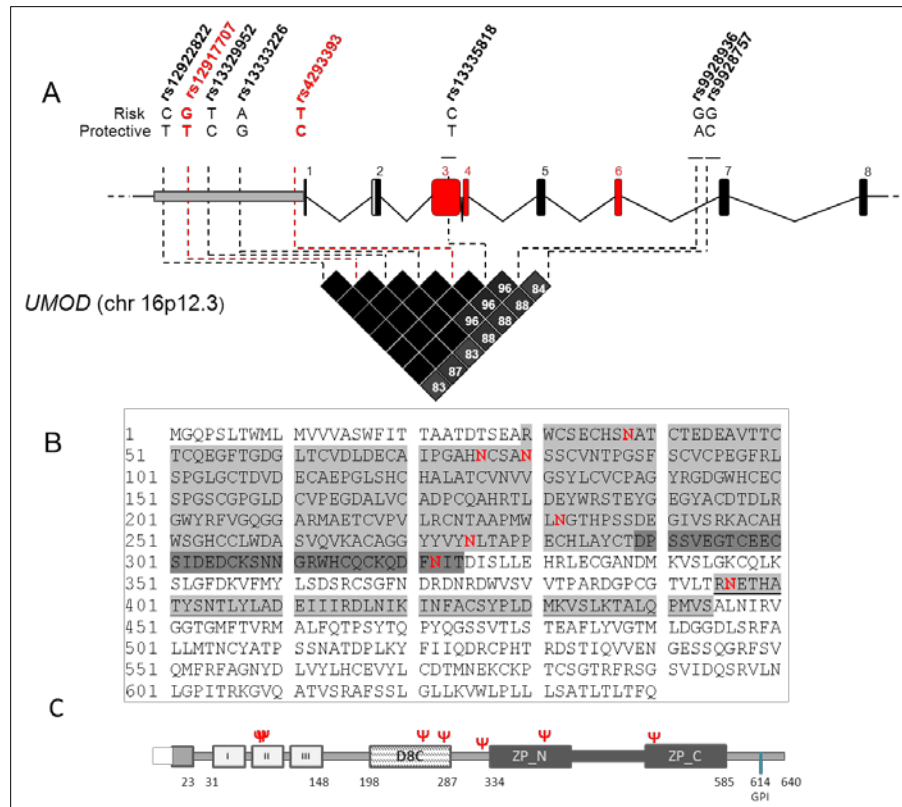 A
rs12922822 rs12917707 rs13329952 rs13333226 rs4293393 rs13335818 rs9928936 rs9928757
Risk C G T A T C G G
Protective T T C G C T A C
1 2 3 4 5 6 7 8
UMOD (chr 16p12.3)
96 84
96 88
96 88
88
83
87
83
B
1 MGQPSLTWML MVVVASWFIT TAATDTSEAR WCSECHSNAT CTEDEAVTTC
51 TCQEGFTGDG LTCVDLDECA IPGAHNCSAN SSCVNTPGSF SCVCPEGFRL
101 SPGLGCTDVD ECAEPGLSHC HALATCVNVV GSYLCVCPAG YRGDGWHCEC
151 SPGSCGPGLD CVPEGDALVC ADPCQAHRTL DEYWRSTEYG EGYACDTDLR
201 GWYRFVGQGG ARMAETCVPV LRCNTAAPMW LNGTHPSSDE GIVSRKACAH
251 WSGHCCLWDA SVQVKACAGG YYVYNLTAPP ECHLAYCTDP SSVEGTCEEC
301 SIDEDCKSNN GRWHCQCKQD FNITDISLLE HRLECGANDM KVSLGKCQLK
351 SLGFDKVFMY LSDSRCSGFN DRDNRDWVSV VTPARDGPCG TVLTRNETHA
401 TYSNTLYLAD EIIIRDLNIK INFACSYPLD MKVSLKTALQ PMVSALNIRV
451 GGTGMFTVRM ALFQTPSYTQ PYQGSSVTLS TEAFLYVGTM LDGGDLSRFA
501 LLMTNCYATP SSNATDPLKY FIIQDRCPHT RDSTIQVVEN GESSQGRFSV
551 QMFRFAGNYD LVYLHCEVYL CDTMNEKCKP TCSGTRFRSG SVIDQSRVLN
601 LGPITRKGVQ ATVSRAFSSL GLLKVWLPLL LSATLTLTFQ
C
Ψ Ψ Ψ Ψ Ψ Ψ Ψ
I II III D8C ZP_N ZP_C
23 31 148 198 287 334 585 614 640
GPI